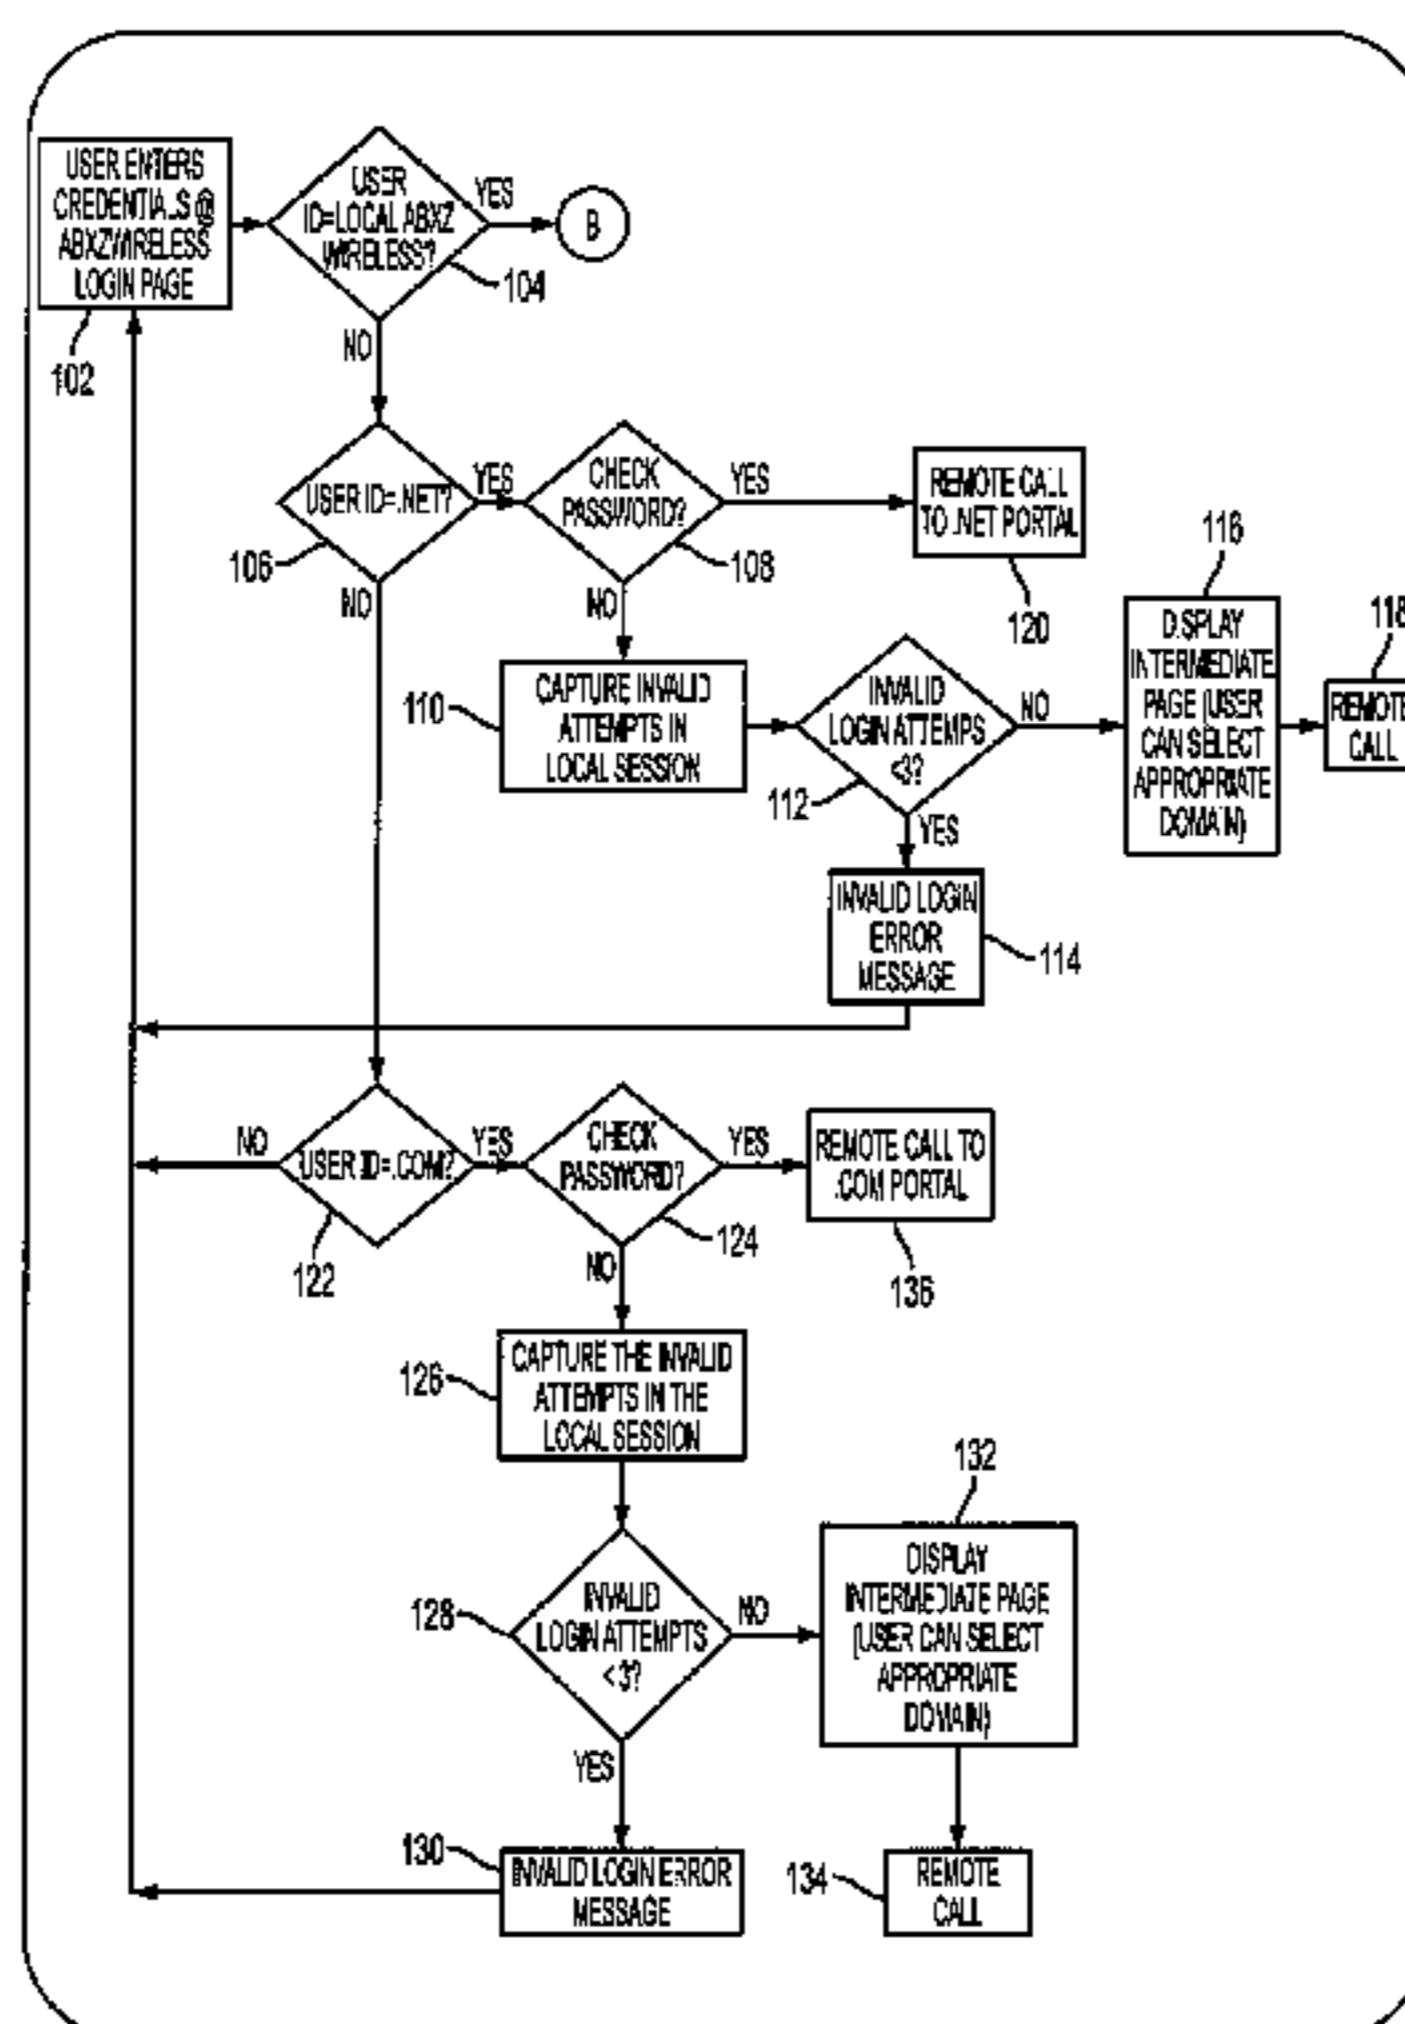 USER ENTERS
CREDENTIALS @
ABXZWIRELESS
LOGIN PAGE
102
USER
ID=LOCAL ABXZ
WIRELESS?
YES
B
104
NO
USER ID=.NET?
YES
106
NO
CHECK
PASSWORD?
YES
108
NO
REMOTE CALL
TO .NET PORTAL
120
116
118
110
CAPTURE INVALID
ATTEMPTS IN
LOCAL SESSION
INVALID
LOGIN ATTEMPS
<3?
NO
112
YES
DISPLAY
INTERMEDIATE
PAGE (USER
CAN SELECT
APPROPRIATE
DOMAIN)
REMOTE
CALL
INVALID LOGIN
ERROR
MESSAGE
114
NO
USER ID=.COM?
YES
122
CHECK
PASSWORD?
YES
124
NO
REMOTE CALL TO
.COM PORTAL
136
126
CAPTURE THE INVALID
ATTEMPTS IN THE
LOCAL SESSION
128
INVALID
LOGIN ATTEMPTS
<3?
NO
YES
132
DISPLAY
INTERMEDIATE PAGE
(USER CAN SELECT
APPROPRIATE
DOMAIN)
130
INVALID LOGIN ERROR
MESSAGE
134
REMOTE
CALL